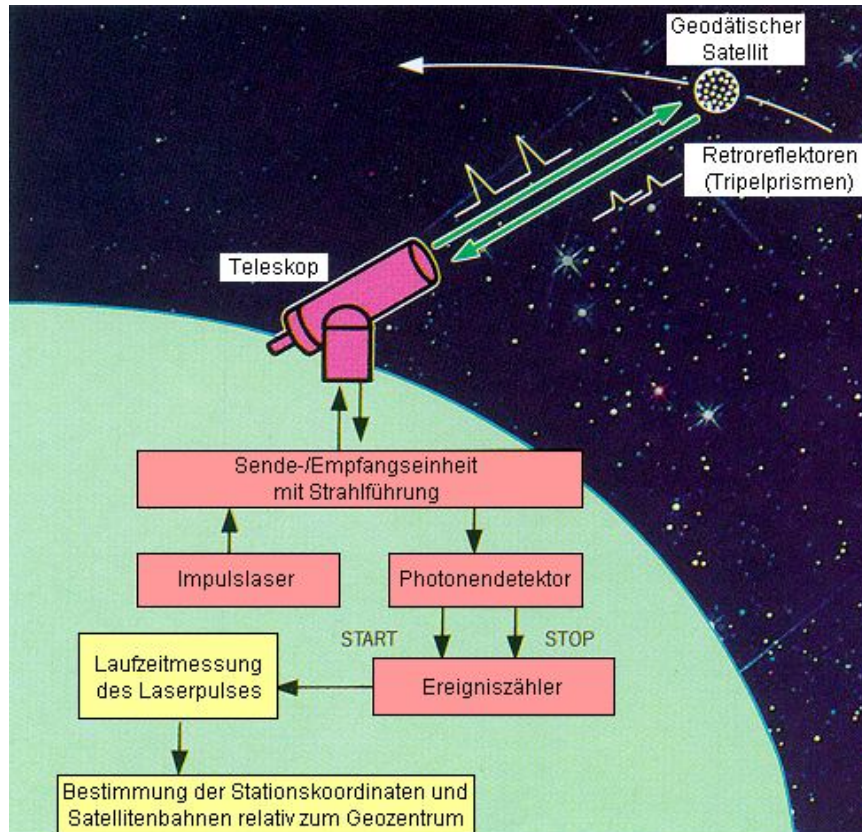 Geodätischer
Satellit
Retroreflektoren
(Tripelprismen)
Teleskop
Sende-/Empfangseinheit
mit Strahlführung
Impulslaser
Photonendetektor
START
STOP
Laufzeitmessung
des Laserpulses
Ereigniszähler
Bestimmung der Stationskoordinaten und
Satellitenbahnen relativ zum Geozentrum